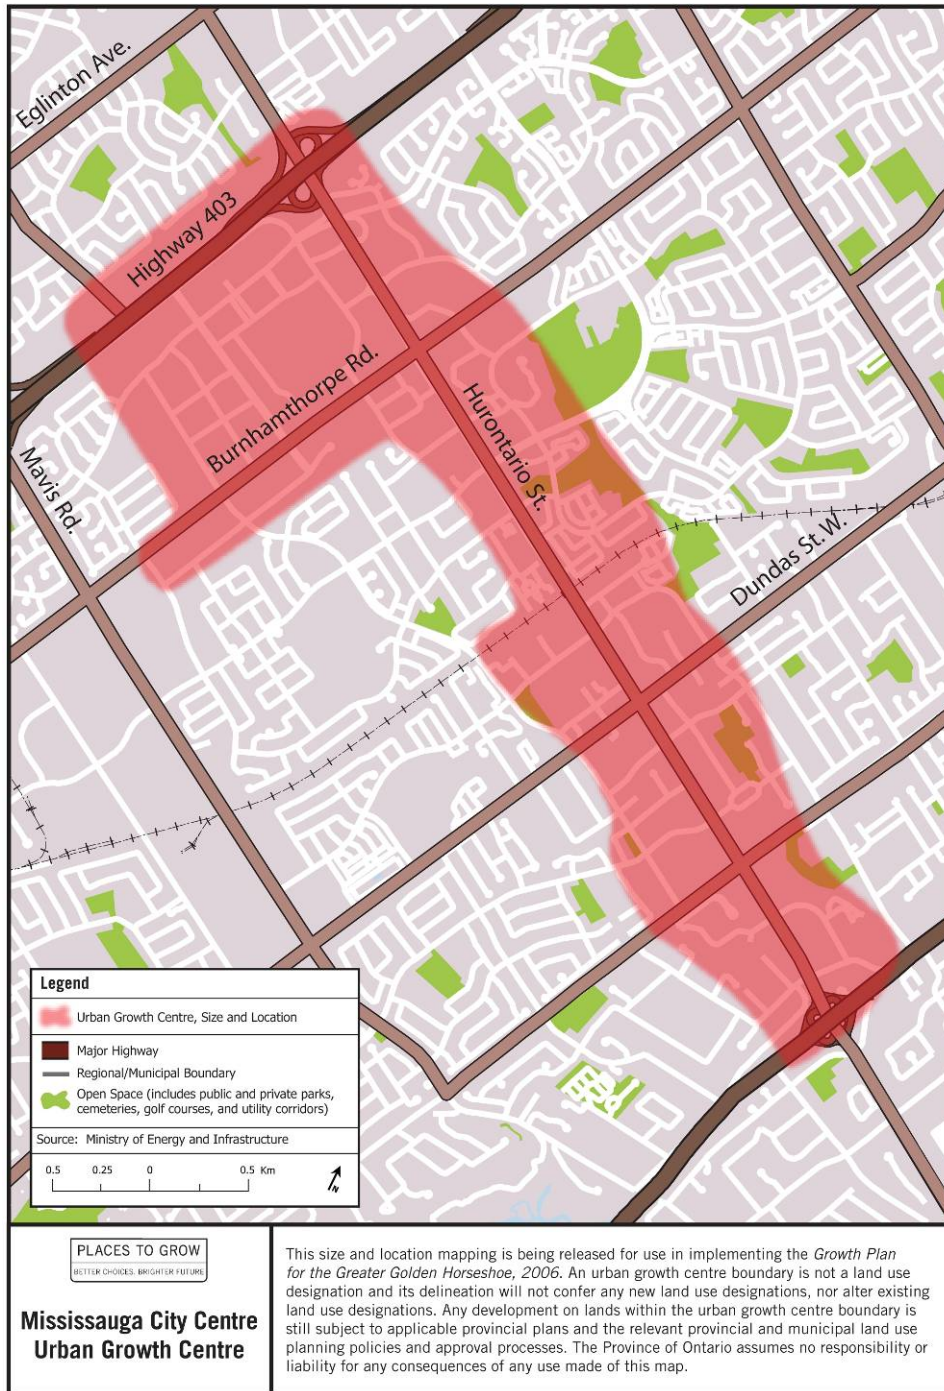 Eglinton Ave.
Highway 403
Burnhamthorpe Rd.
Mavis Rd.
Hurontario St.
Dundas St. W.
Legend
Urban Growth Centre, Size and Location
Major Highway
Regional/Municipal Boundary
Open Space (includes public and private parks,
cemeteries, golf courses, and utility corridors)
Source: Ministry of Energy and Infrastructure
0.5 0.25 0 0.5 Km
N
PLACES TO GROW
BETTER CHOICES. BRIGHTER FUTURE
Mississauga City Centre
Urban Growth Centre
This size and location mapping is being released for use in implementing the Growth Plan
for the Greater Golden Horseshoe, 2006. An urban growth centre boundary is not a land use
designation and its delineation will not confer any new land use designations, nor alter existing
land use designations. Any development on lands within the urban growth centre boundary is
still subject to applicable provincial plans and the relevant provincial and municipal land use
planning policies and approval processes. The Province of Ontario assumes no responsibility or
liability for any consequences of any use made of this map.